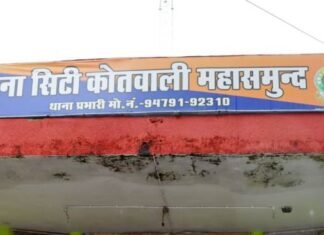 ना सिटी कोतवाली महासमुन्द
थाना प्रभारी मो.नं.-94791-92310